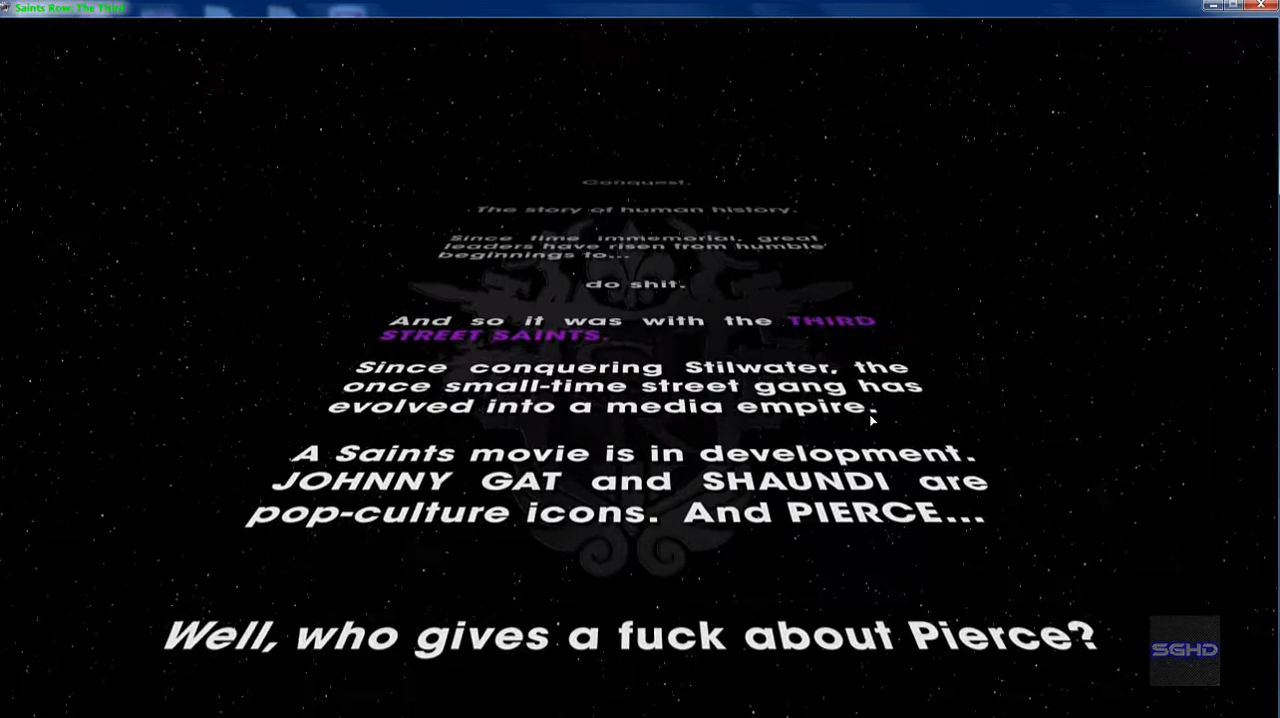 Saints Row: The Third
Conquest.
The story of human history.
Since time immemorial, great
leaders have risen from humble
beginnings to...
do shit.
And so it was with the THIRD
STREET SAINTS.
Since conquering Stilwater, the
once small-time street gang has
evolved into a media empire.
A Saints movie is in development.
JOHNNY GAT and SHAUNDI are
pop-culture icons. And PIERCE...
Well, who gives a fuck about Pierce?
SGHD